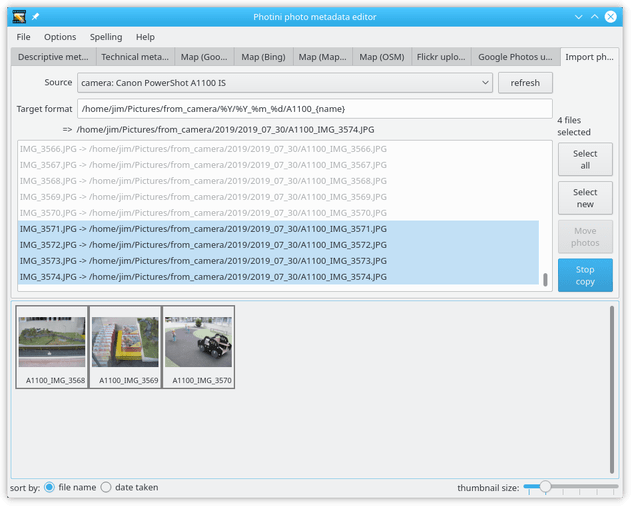 Photini photo metadata editor
File Options Spelling Help
Descriptive met... Technical meta... Map (Goo... Map (Bing) Map (Map... Map (OSM) Flickr uplo... Google Photos u... Import ph...
Source camera: Canon PowerShot A1100 IS refresh
Target format /home/jim/Pictures/from_camera/%Y/%Y_%m_%d/A1100_{name}
=> /home/jim/Pictures/from_camera/2019/2019_07_30/A1100_IMG_3574.JPG
4 files
selected
IMG_3566.JPG -> /home/jim/Pictures/from_camera/2019/2019_07_30/A1100_IMG_3566.JPG
IMG_3567.JPG -> /home/jim/Pictures/from_camera/2019/2019_07_30/A1100_IMG_3567.JPG
IMG_3568.JPG -> /home/jim/Pictures/from_camera/2019/2019_07_30/A1100_IMG_3568.JPG
IMG_3569.JPG -> /home/jim/Pictures/from_camera/2019/2019_07_30/A1100_IMG_3569.JPG
IMG_3570.JPG -> /home/jim/Pictures/from_camera/2019/2019_07_30/A1100_IMG_3570.JPG
IMG_3571.JPG -> /home/jim/Pictures/from_camera/2019/2019_07_30/A1100_IMG_3571.JPG
IMG_3572.JPG -> /home/jim/Pictures/from_camera/2019/2019_07_30/A1100_IMG_3572.JPG
IMG_3573.JPG -> /home/jim/Pictures/from_camera/2019/2019_07_30/A1100_IMG_3573.JPG
IMG_3574.JPG -> /home/jim/Pictures/from_camera/2019/2019_07_30/A1100_IMG_3574.JPG
Select
all
Select
new
Move
photos
Stop
copy
A1100_IMG_3568 A1100_IMG_3569 A1100_IMG_3570
sort by: file name date taken thumbnail size: